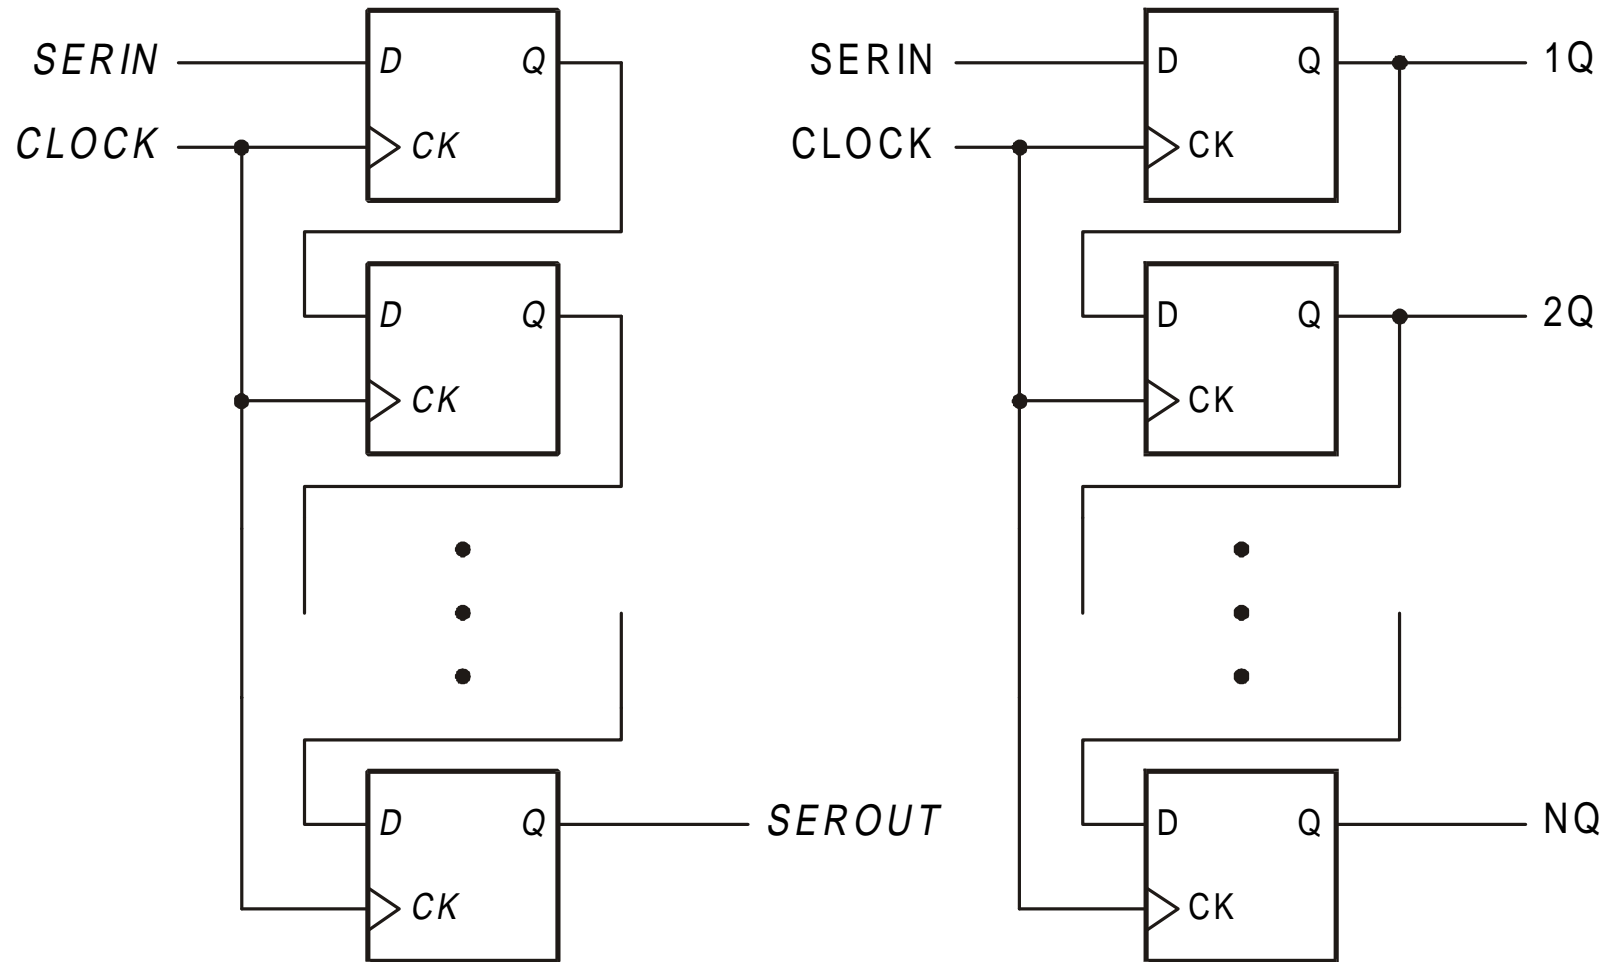 SERIN D Q
CLOCK CK
D Q
CK
D Q SEROUT
CK
SERIN D Q 1Q
CLOCK CK
D Q 2Q
CK
D Q NQ
CK